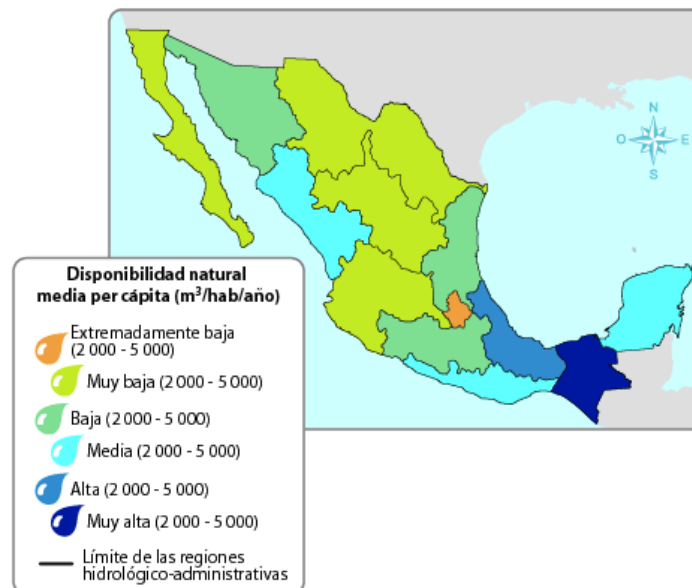 N
O
E
S
Disponibilidad natural
media per cápita (m³/hab/año)
Extremadamente baja
(2 000 - 5 000)
Muy baja (2 000 - 5 000)
Baja (2 000 - 5 000)
Media (2 000 - 5 000)
Alta (2 000 - 5 000)
Muy alta (2 000 - 5 000)
Límite de las regiones
hidrológico-administrativas